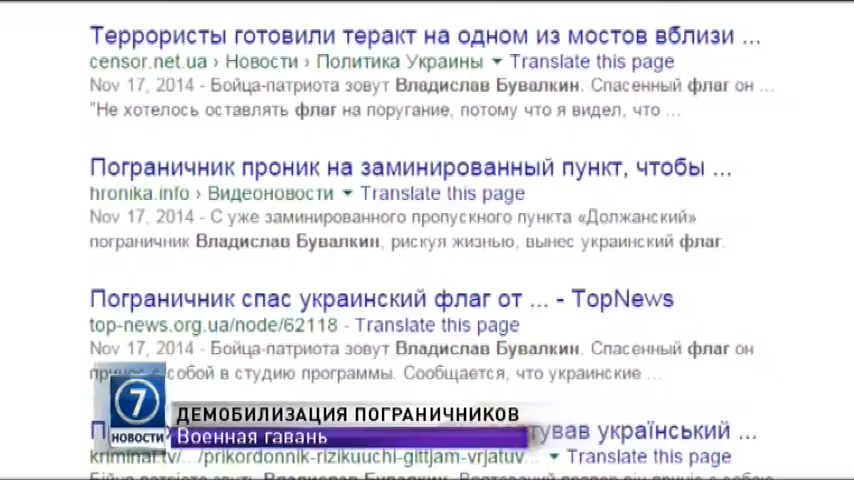 Террористы готовили теракт на одном из мостов вблизи ...
censor.net.ua › Новости › Политика Украины ▾ Translate this page
Nov 17, 2014 - Бойца-патриота зовут Владислав Бувалкин. Спасенный флаг он ...
"Не хотелось оставлять флаг на поругание, потому что я видел, что ...
Пограничник проник на заминированный пункт, чтобы ...
hronika.info › Видеоновости ▾ Translate this page
Nov 17, 2014 - С уже заминированного пропускного пункта «Должанский»
пограничник Владислав Бувалкин, рискуя жизнью, вынес украинский флаг.
Пограничник спас украинский флаг от ... - TopNews
top-news.org.ua/node/62118 - Translate this page
Nov 17, 2014 - Бойца-патриота зовут Владислав Бувалкин. Спасенный флаг он
принес с собой в студию программы. Сообщается, что украинские ...
7
НОВОСТИ
ДЕМОБИЛИЗАЦИЯ ПОГРАНИЧНИКОВ
Военная гавань
український ...
kriminal.tv/.../prikordonnik-rizikuuchi-gittjam-vrjatuv... ▾ Translate this page